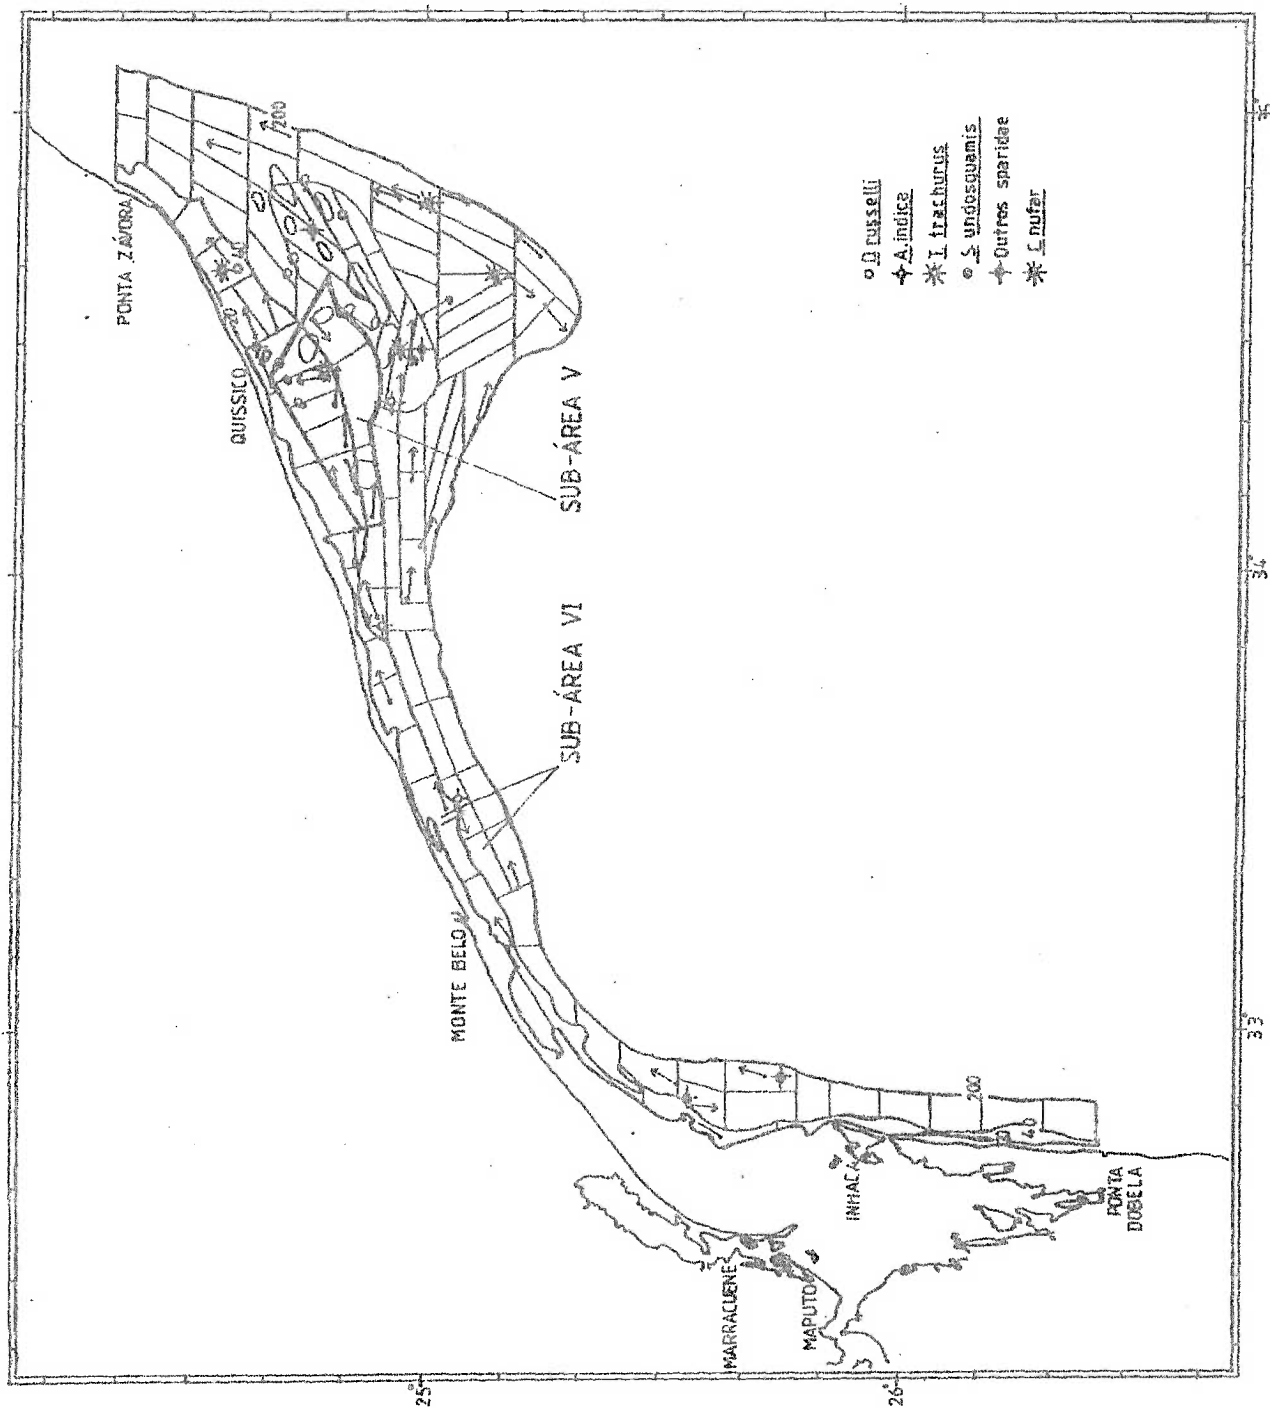 PONTA ZÁVORA
QUISSICO
20
40
200
SUB-ÁREA V
SUB-ÁREA VI
MONTE BELO
MARRACUENE
MAPUTO
INHACA
PONTA
DOBELA
40
200
D russelli
A. indica
T. trachurus
S. undosquamis
Outros sparidae
C nufar
25°
26°
33°
34°
35°